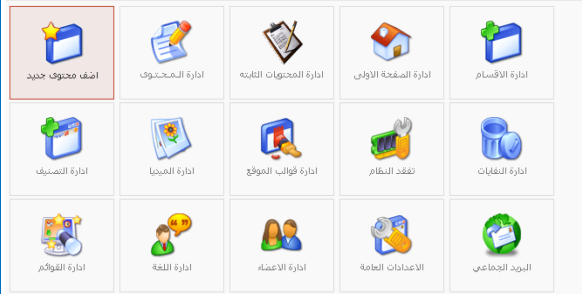 ادارة الاقسام
ادارة الصفحة الاولى
ادارة المحتويات الثابته
ادارة الـمـحـتـوى
اضف محتوى جديد
ادارة النفايات
تفقد النظام
ادارة قوالب الموقع
ادارة الميديا
ادارة التصنيف
البريد الجماعي
الاعدادات العامة
ادارة الاعضاء
ادارة اللغة
ادارة القوائم